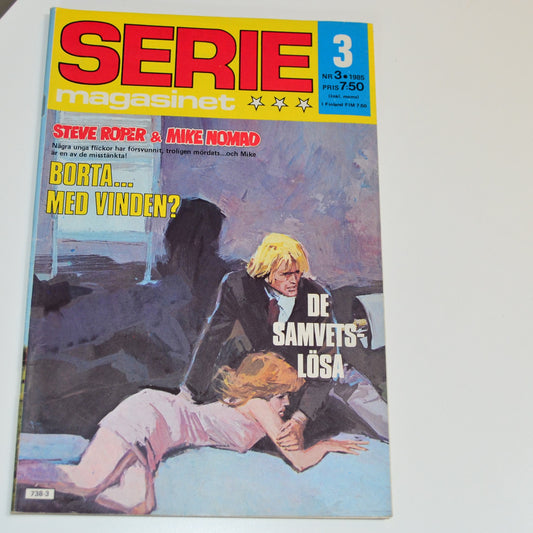 SERIE
magasinet
3
NR 3 • 1985
PRIS 7:50
(inkl. moms)
I Finland FIM 7.60
STEVE ROPER & MIKE NOMAD
Några unga flickor har försvunnit, troligen mördats...och Mike
är en av de misstänkta!
BORTA...
MED VINDEN?
DE
SAMVETS-
LÖSA
738-3